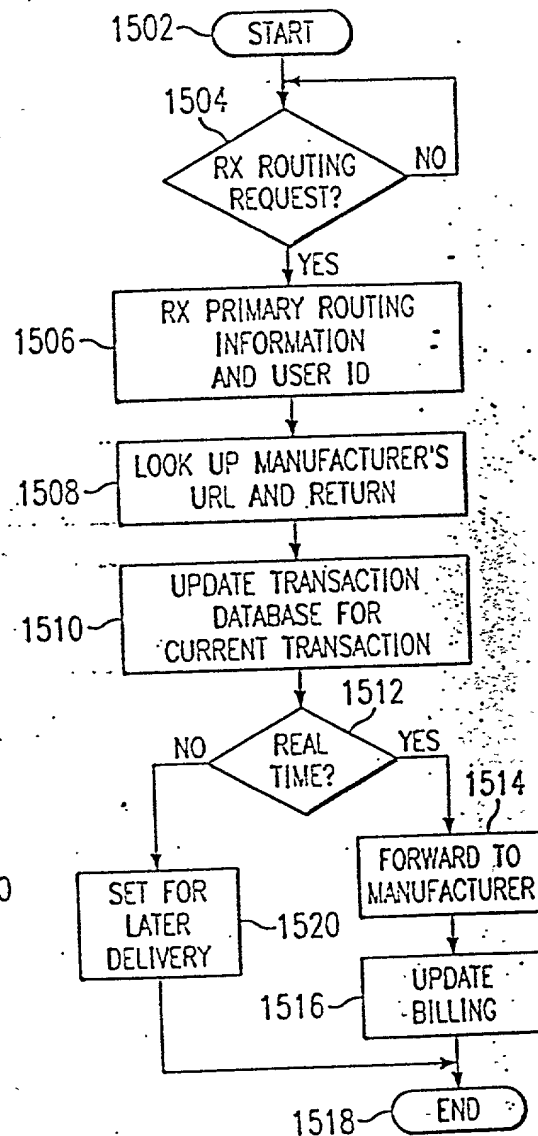 1502
START
1504
RX ROUTING
REQUEST?
NO
YES
1506
RX PRIMARY ROUTING
INFORMATION
AND USER ID
1508
LOOK UP MANUFACTURER'S
URL AND RETURN
1510
UPDATE TRANSACTION
DATABASE FOR
CURRENT TRANSACTION
1512
NO
REAL
TIME?
YES
1514
FORWARD TO
MANUFACTURER
SET FOR
LATER
DELIVERY
1520
1516
UPDATE
BILLING
1518
END